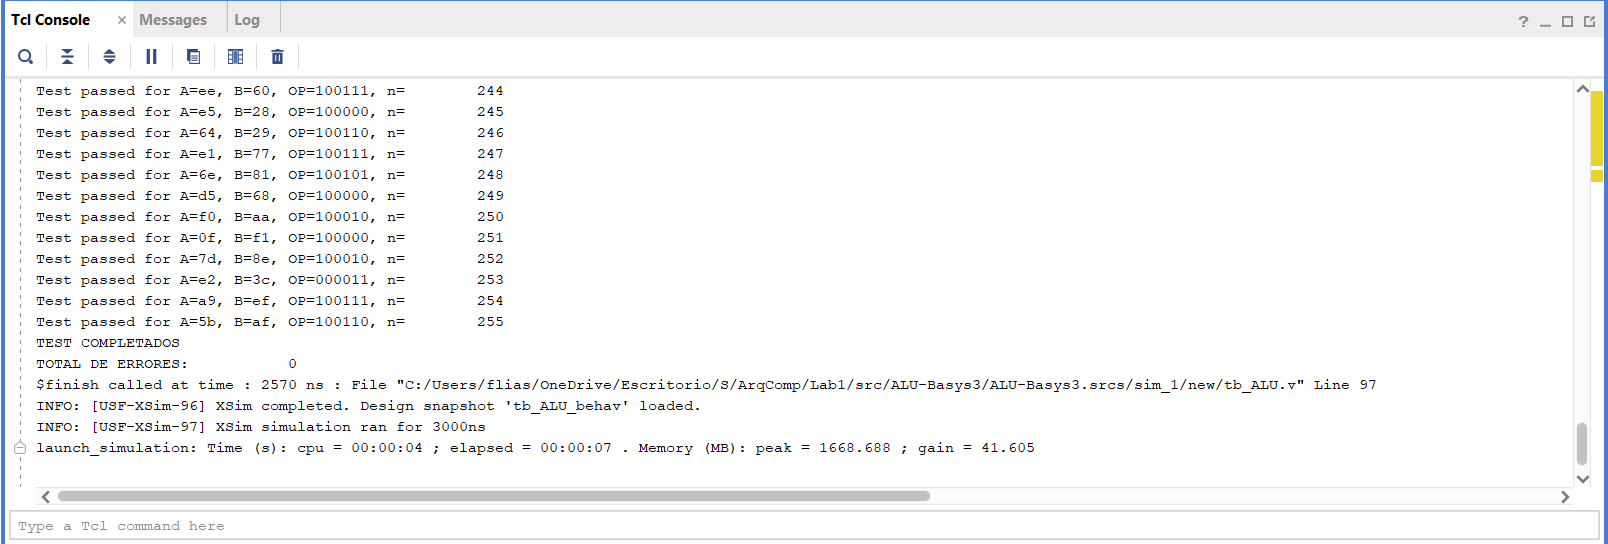 Tcl Console × Messages Log ? _
Test passed for A=ee, B=60, OP=100111, n=        244
Test passed for A=e5, B=28, OP=100000, n=        245
Test passed for A=64, B=29, OP=100110, n=        246
Test passed for A=e1, B=77, OP=100111, n=        247
Test passed for A=6e, B=81, OP=100101, n=        248
Test passed for A=d5, B=68, OP=100000, n=        249
Test passed for A=f0, B=aa, OP=100010, n=        250
Test passed for A=0f, B=f1, OP=100000, n=        251
Test passed for A=7d, B=8e, OP=100010, n=        252
Test passed for A=e2, B=3c, OP=000011, n=        253
Test passed for A=a9, B=ef, OP=100111, n=        254
Test passed for A=5b, B=af, OP=100110, n=        255
TEST COMPLETADOS
TOTAL DE ERRORES:           0
$finish called at time : 2570 ns : File "C:/Users/flias/OneDrive/Escritorio/S/ArqComp/Lab1/src/ALU-Basys3/ALU-Basys3.srcs/sim_1/new/tb_ALU.v" Line 97
INFO: [USF-XSim-96] XSim completed. Design snapshot 'tb_ALU_behav' loaded.
INFO: [USF-XSim-97] XSim simulation ran for 3000ns
launch_simulation: Time (s): cpu = 00:00:04 ; elapsed = 00:00:07 . Memory (MB): peak = 1668.688 ; gain = 41.605
Type a Tcl command here